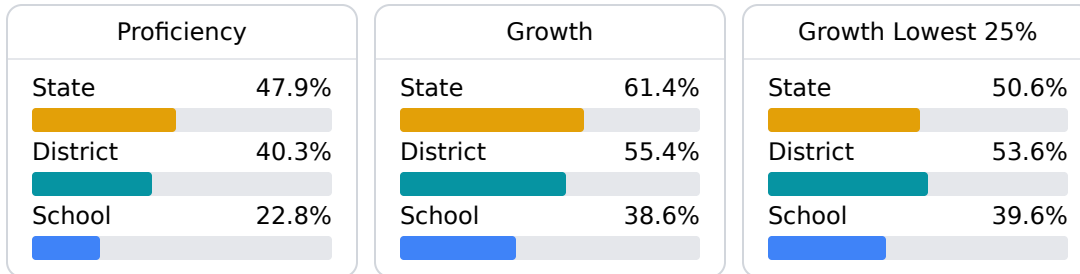 Proficiency
State 47.9%
District 40.3%
School 22.8%
Growth
State 61.4%
District 55.4%
School 38.6%
Growth Lowest 25%
State 50.6%
District 53.6%
School 39.6%